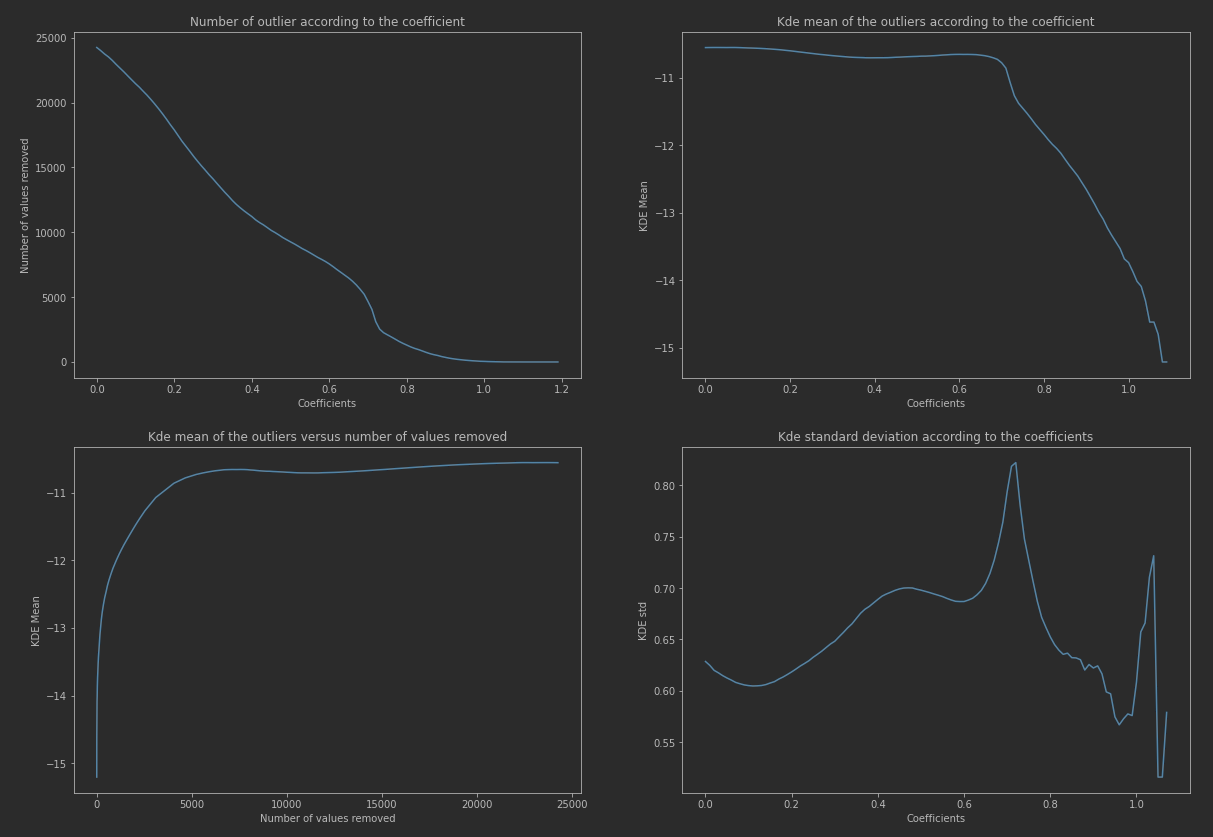 Number of outlier according to the coefficient
25000
20000
15000
10000
5000
0
Number of values removed
0.0 0.2 0.4 0.6 0.8 1.0 1.2
Coefficients
Kde mean of the outliers according to the coefficient
−11
−12
−13
−14
−15
KDE Mean
0.0 0.2 0.4 0.6 0.8 1.0
Coefficients
Kde mean of the outliers versus number of values removed
−11
−12
−13
−14
−15
KDE Mean
0 5000 10000 15000 20000 25000
Number of values removed
Kde standard deviation according to the coefficients
0.80
0.75
0.70
0.65
0.60
0.55
KDE std
0.0 0.2 0.4 0.6 0.8 1.0
Coefficients